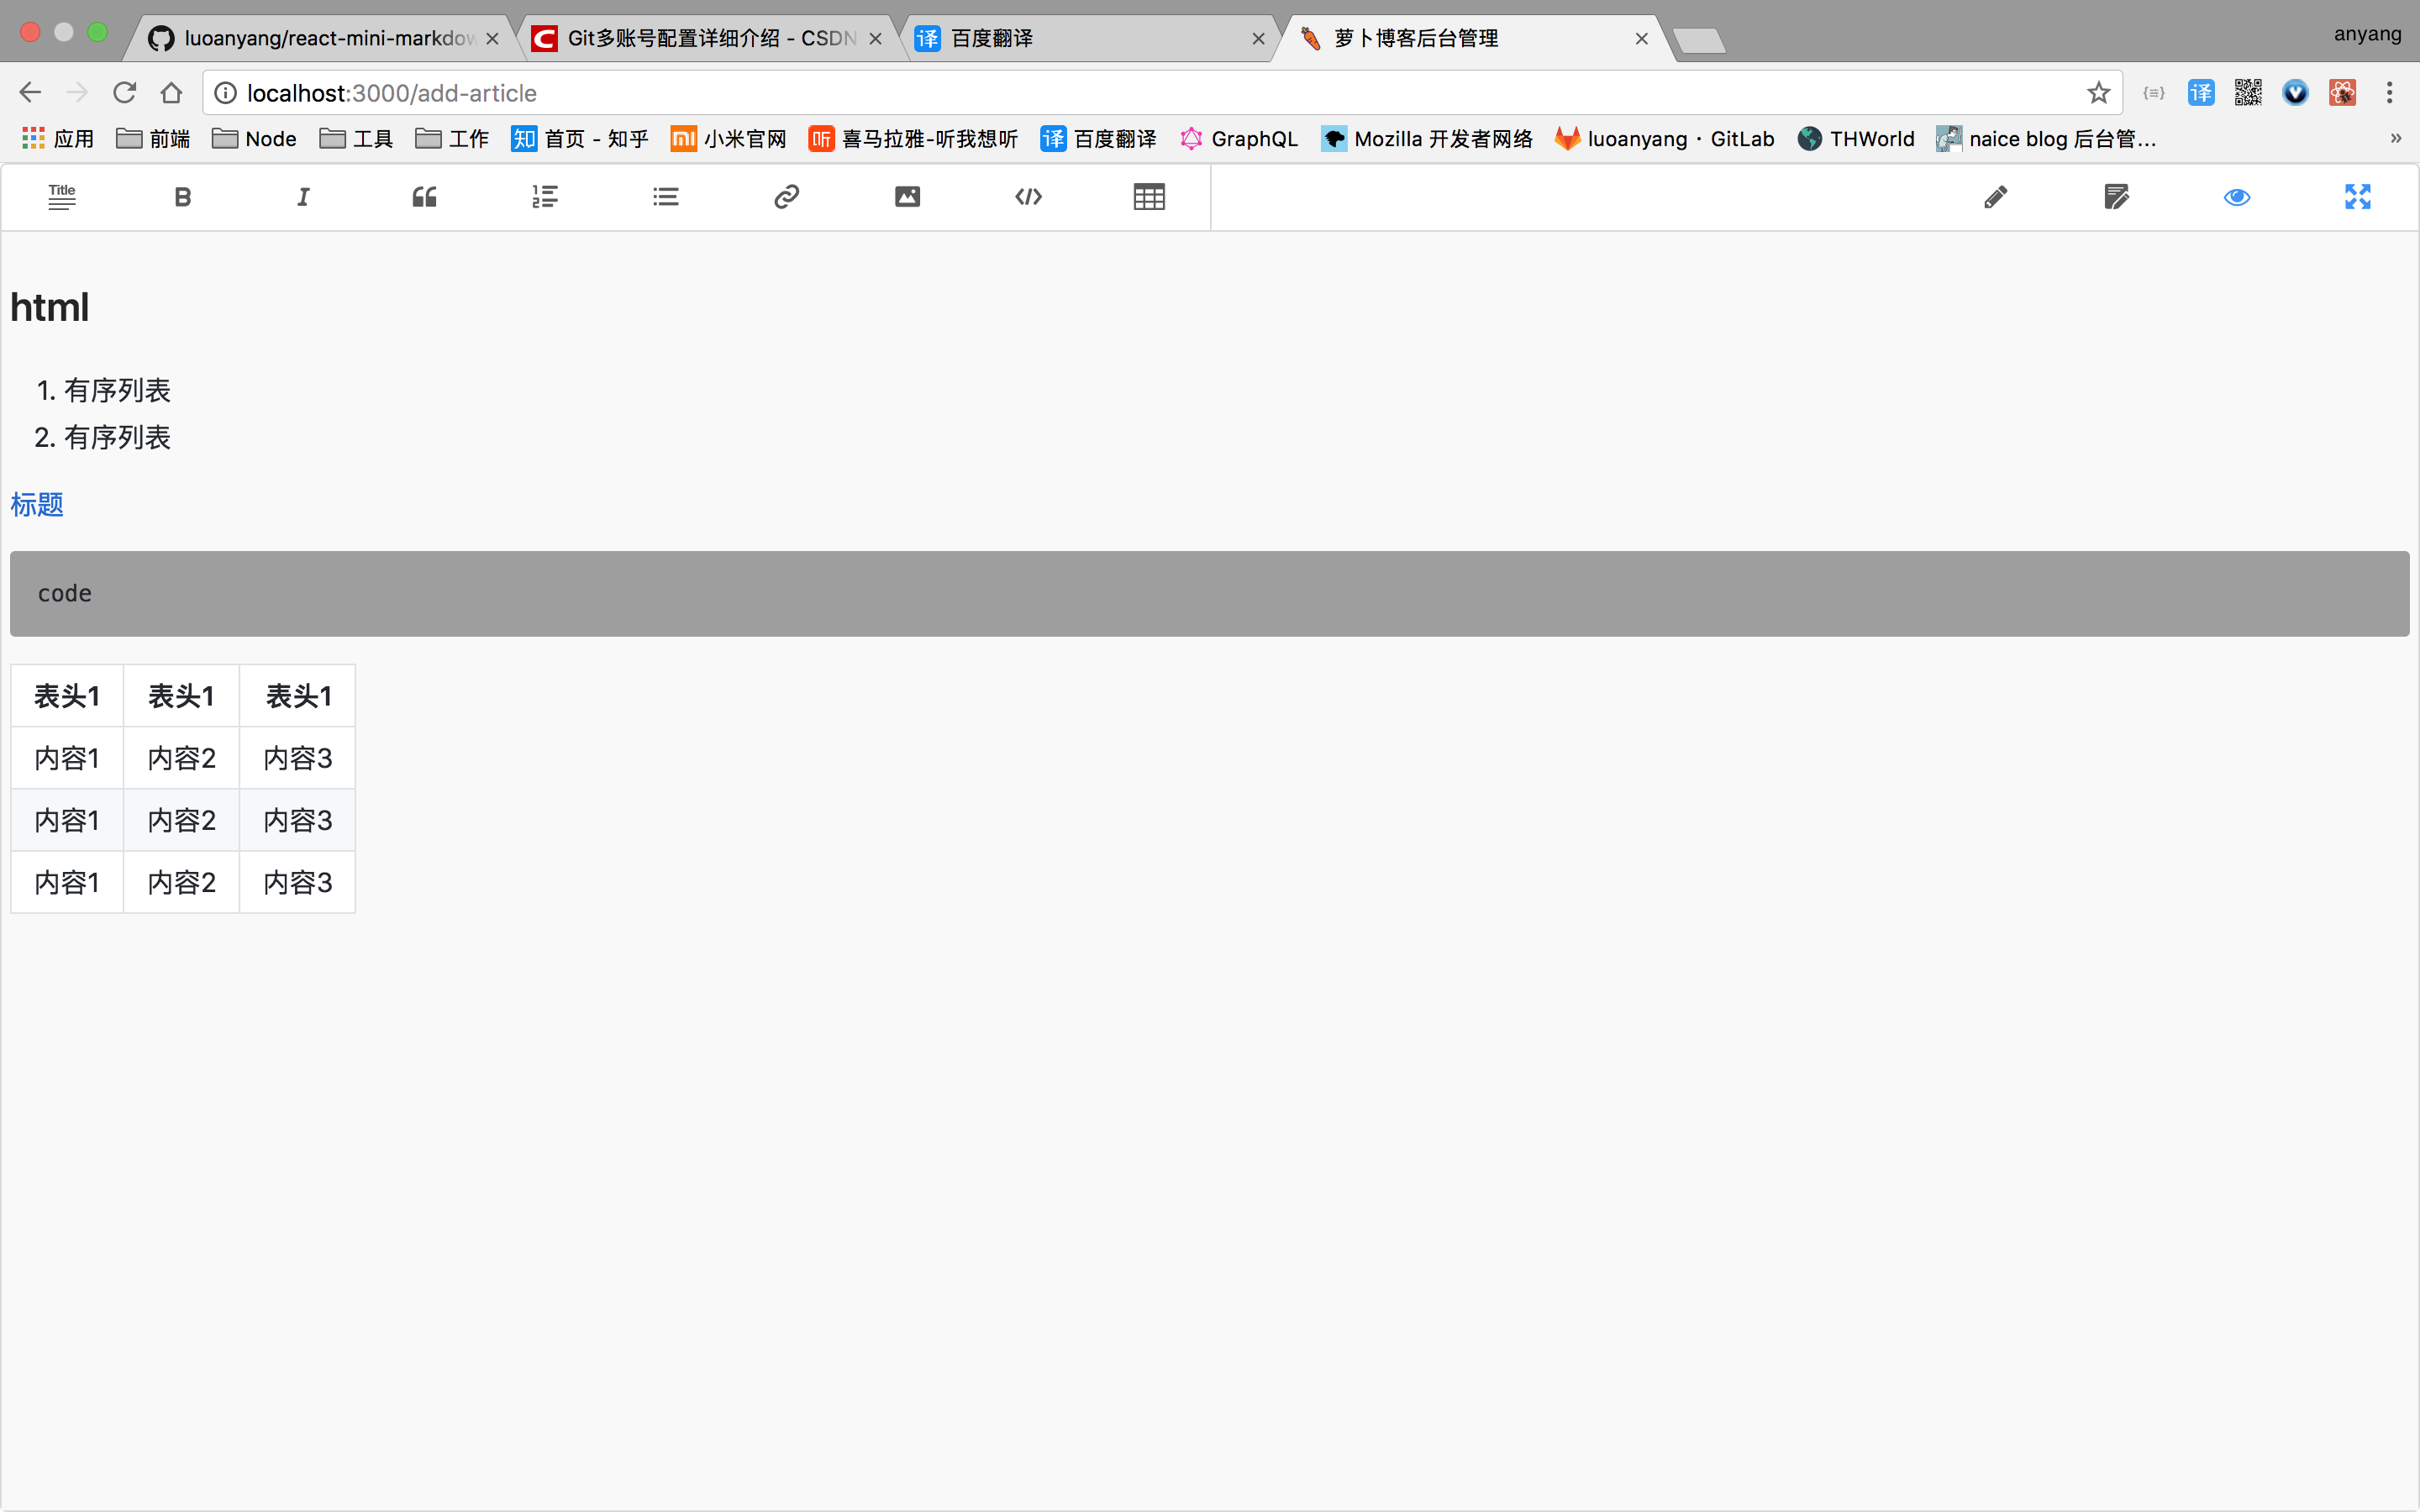 luoanyang/react-mini-markdow
Git多账号配置详细介绍 - CSDN
译 百度翻译
萝卜博客后台管理
anyang
localhost:3000/add-article
译
应用 前端 Node 工具 工作 知 首页 - 知乎 mi 小米官网 听 喜马拉雅-听我想听 译 百度翻译 GraphQL Mozilla 开发者网络 luoanyang · GitLab THWorld naice blog 后台管... »
Title B I
html
1. 有序列表
2. 有序列表
标题
code
表头1 表头1 表头1
内容1 内容2 内容3
内容1 内容2 内容3
内容1 内容2 内容3